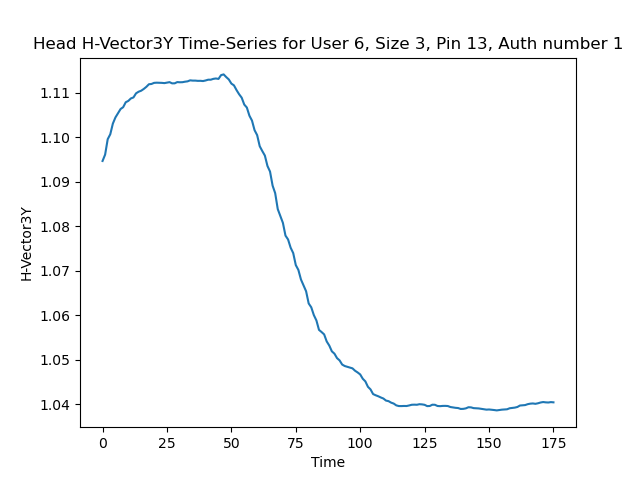 Head H-Vector3Y Time-Series for User 6, Size 3, Pin 13, Auth number 1
H-Vector3Y
1.11
1.10
1.09
1.08
1.07
1.06
1.05
1.04
0 25 50 75 100 125 150 175
Time